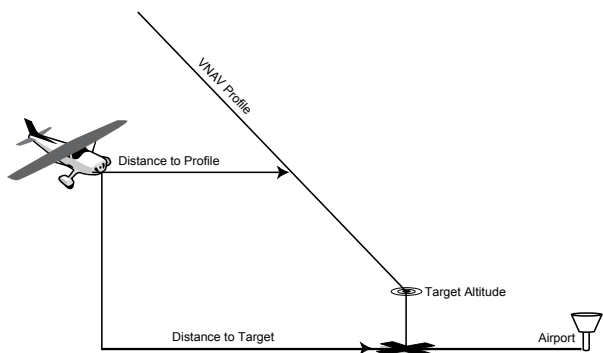 VNAV Profile
Distance to Profile
Target Altitude
Distance to Target
Airport